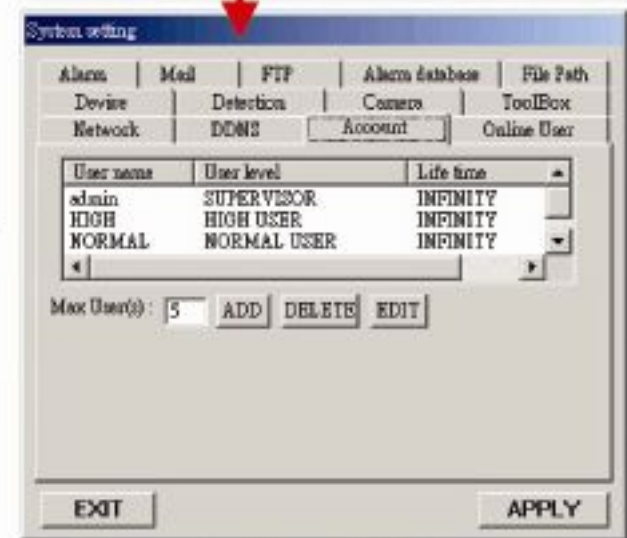 System setting
Alarm Mail FTP Alarm database File Path
Device Detection Camera ToolBox
Network DDNS Account Online User
User name User level Life time
admin SUPERVISOR INFINITY
HIGH HIGH USER INFINITY
NORMAL NORMAL USER INFINITY
Max User(s) : 5 ADD DELETE EDIT
EXIT APPLY